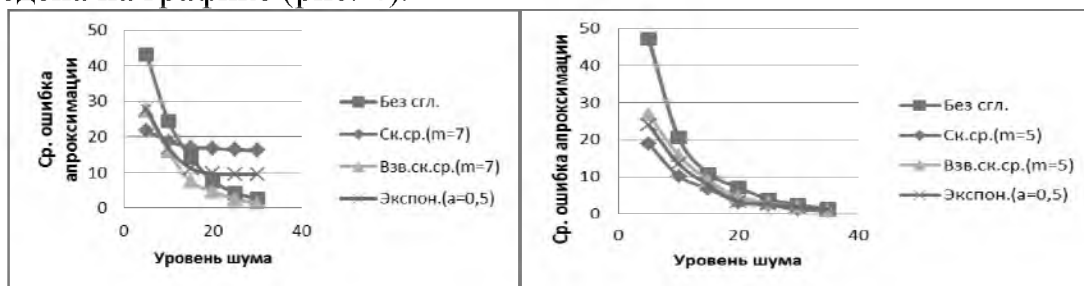 50
40
30
20
10
0
0
20
40
Ср. ошибка
апроксимации
Уровень шума
Без сгл.
Ск.ср.(m=7)
Взв.ск.ср.(m=7)
Экспон.(a=0,5)
50
40
30
20
10
0
0
20
40
Ср. ошибка апроксимации
Уровень шума
Без сгл.
Ск.ср.(m=5)
Взв.ск.ср.(m=5)
Экспон.(a=0,5)